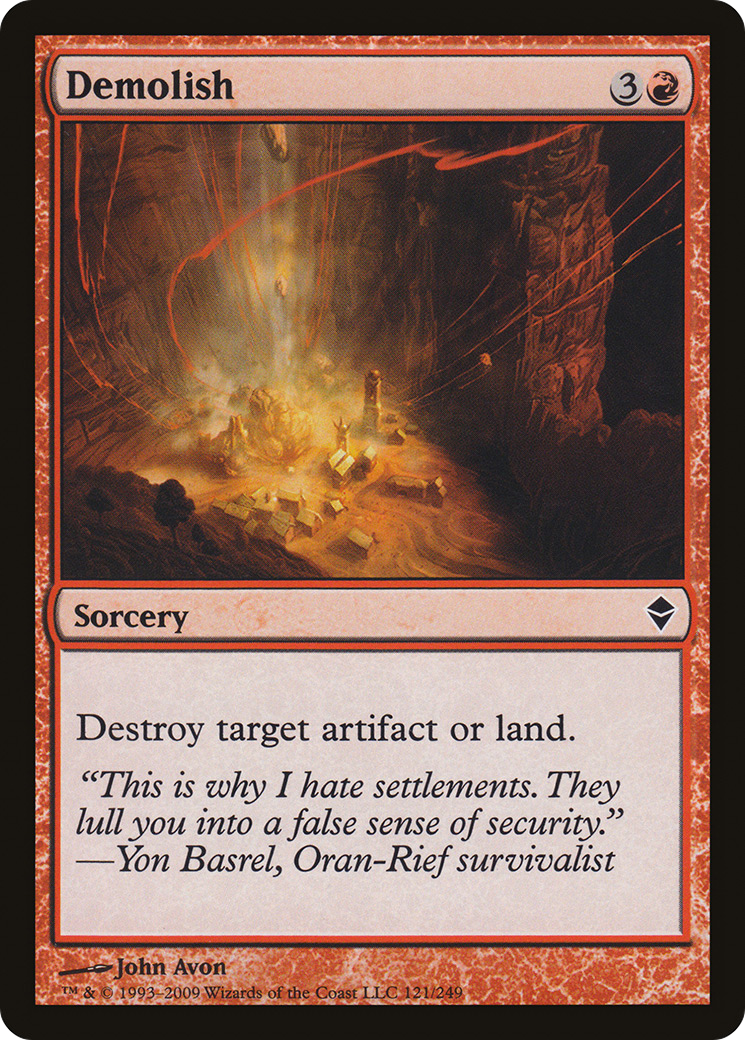 Demolish 3
Sorcery
Destroy target artifact or land.
“This is why I hate settlements. They
lull you into a false sense of security.”
—Yon Basrel, Oran-Rief survivalist
John Avon
™ & © 1993–2009 Wizards of the Coast LLC 121/249